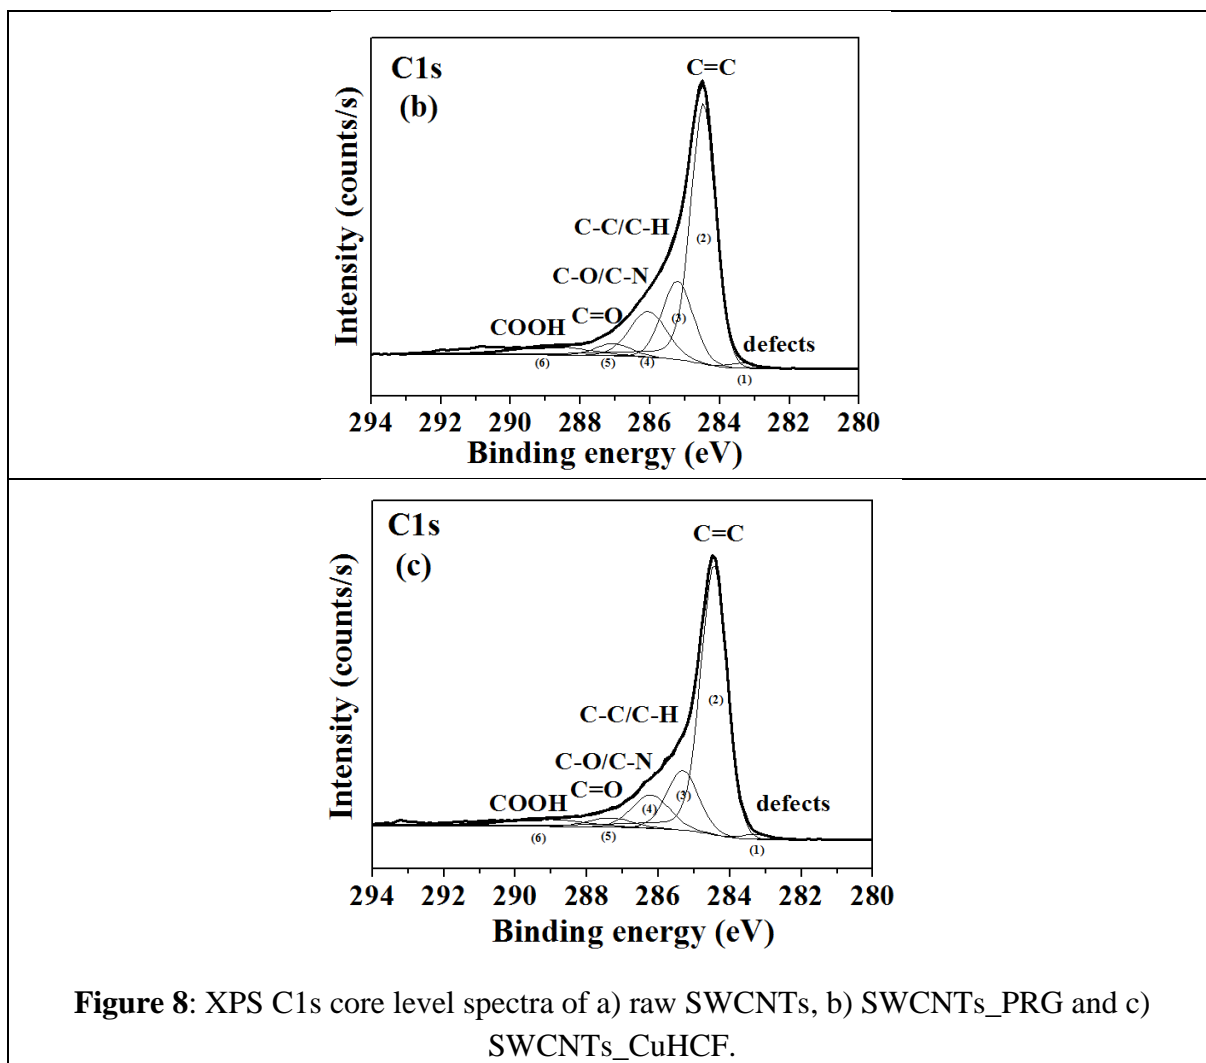 C1s
(b)
C=C
C-C/C-H
(2)
C-O/C-N
C=O
(3)
COOH
defects
(6)
(5)
(4)
(1)
Intensity (counts/s)
294 292 290 288 286 284 282 280
Binding energy (eV)
C1s
(c)
C=C
(2)
C-C/C-H
C-O/C-N
(3)
C=O
COOH
(4)
defects
(6)
(5)
(1)
Intensity (counts/s)
294 292 290 288 286 284 282 280
Binding energy (eV)
Figure 8: XPS C1s core level spectra of a) raw SWCNTs, b) SWCNTs_PRG and c)
SWCNTs_CuHCF.